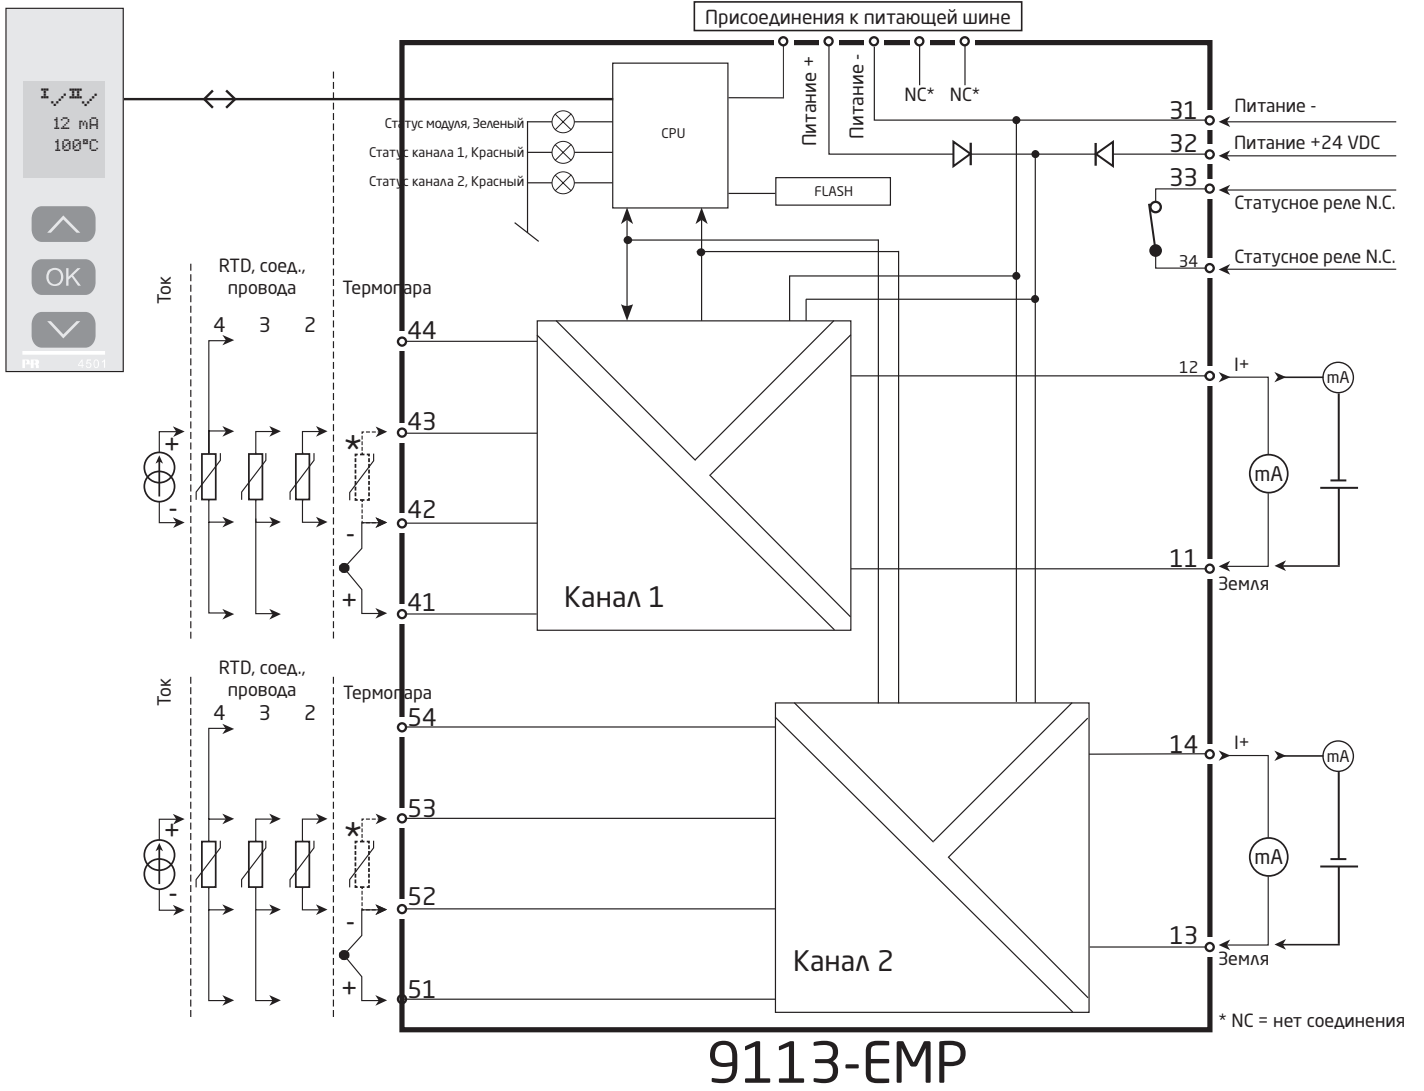 Присоединения к питающей шине
I II
12 mA
100°C
OK
PR 4501
Статус модуля, Зеленый
Статус канала 1, Красный
Статус канала 2, Красный
CPU
FLASH
Питание +
Питание -
NC* NC*
31 Питание -
32 Питание +24 VDC
33
Статусное реле N.C.
34 Статусное реле N.C.
Ток
RTD, соед.,
провода
4 3 2
Термопара
44
43
42
41
+
-
*
-
+
Канал 1
12 I+
mA
mA
11
Земля
Ток
RTD, соед.,
провода
4 3 2
Термопара
54
53
52
51
+
-
*
-
+
Канал 2
14 I+
mA
mA
13
Земля
* NC = нет соединения
9113-EMP